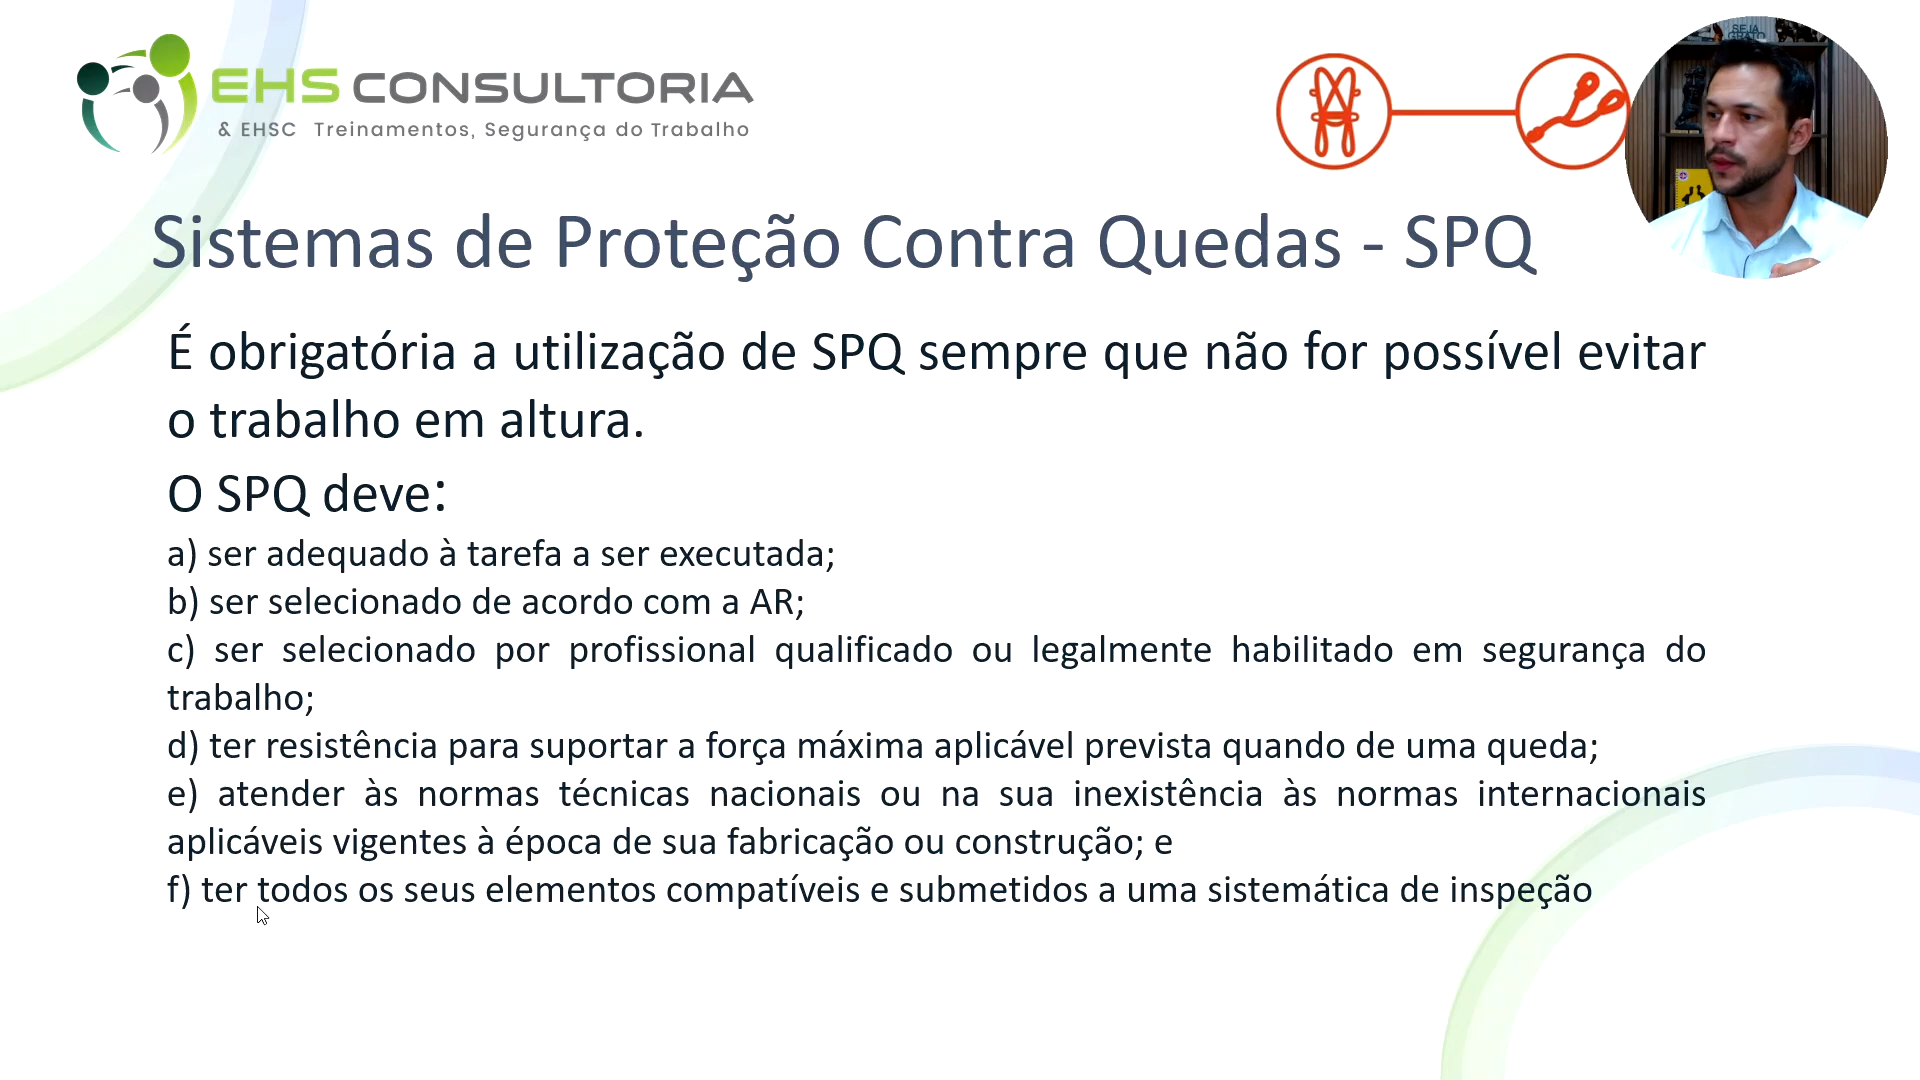 EHS CONSULTORIA
& EHSC Treinamentos, Segurança do Trabalho
SEJA
GRATO
Sistemas de Proteção Contra Quedas - SPQ
É obrigatória a utilização de SPQ sempre que não for possível evitar
o trabalho em altura.
O SPQ deve:
a) ser adequado à tarefa a ser executada;
b) ser selecionado de acordo com a AR;
c) ser selecionado por profissional qualificado ou legalmente habilitado em segurança do
trabalho;
d) ter resistência para suportar a força máxima aplicável prevista quando de uma queda;
e) atender às normas técnicas nacionais ou na sua inexistência às normas internacionais
aplicáveis vigentes à época de sua fabricação ou construção; e
f) ter todos os seus elementos compatíveis e submetidos a uma sistemática de inspeção